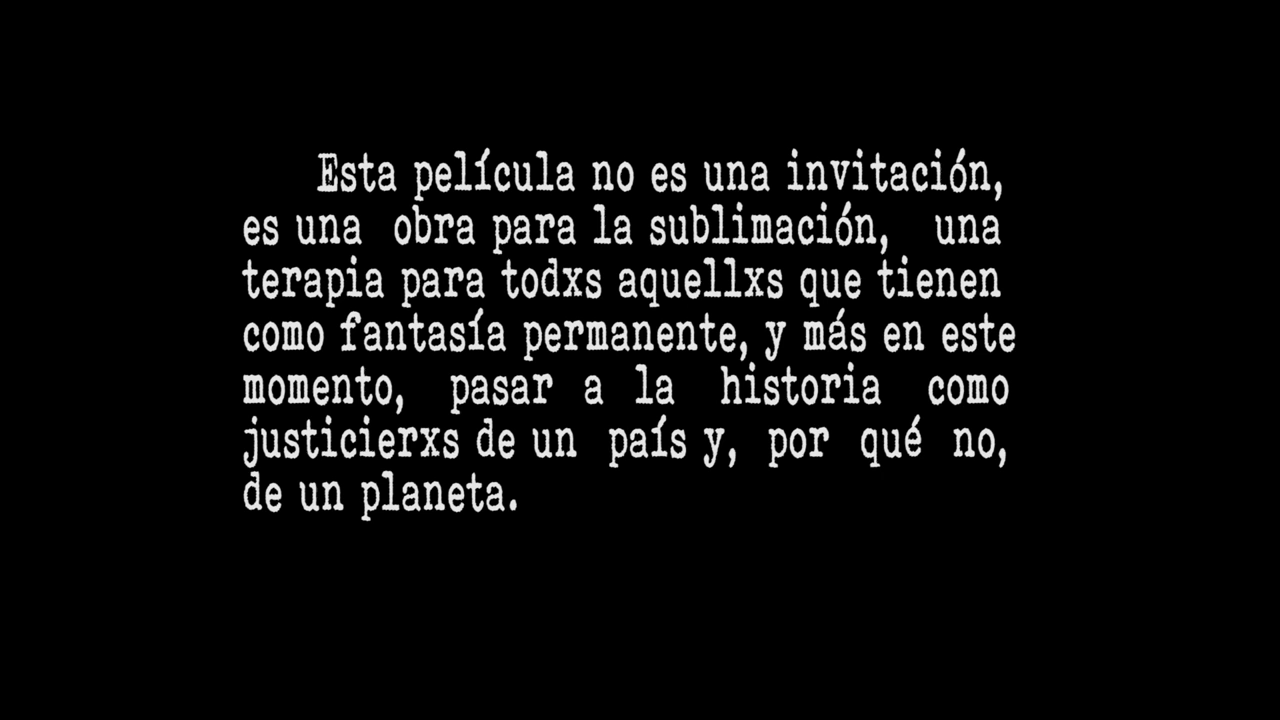 Esta película no es una invitación,
es una obra para la sublimación, una
terapia para todxs aquellxs que tienen
como fantasía permanente, y más en este
momento, pasar a la historia como
justicierxs de un país y, por qué no,
de un planeta.